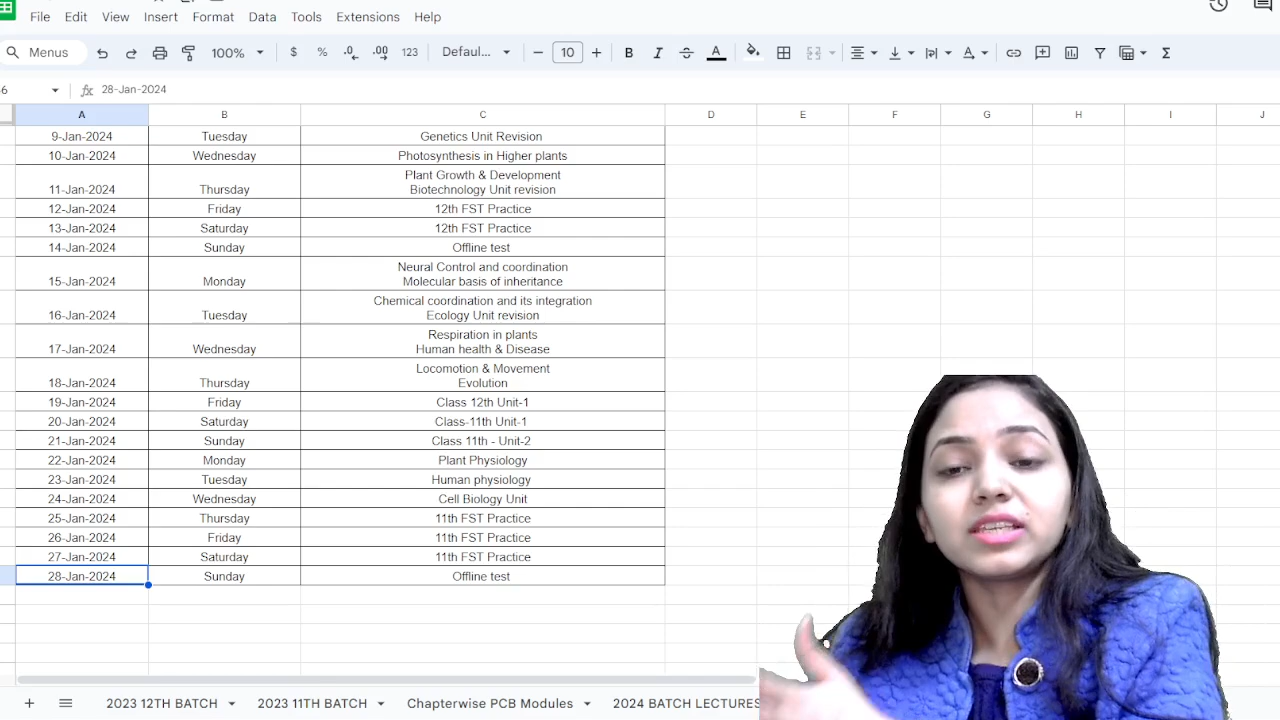 File Edit View Insert Format Data Tools Extensions Help
Menus 100% $ % .0 .00 123 Defaul... 10 B I S A Σ
6 fx 28-Jan-2024
A B C D E F G H I J
9-Jan-2024 Tuesday Genetics Unit Revision
10-Jan-2024 Wednesday Photosynthesis in Higher plants
Plant Growth & Development
11-Jan-2024 Thursday Biotechnology Unit revision
12-Jan-2024 Friday 12th FST Practice
13-Jan-2024 Saturday 12th FST Practice
14-Jan-2024 Sunday Offline test
Neural Control and coordination
15-Jan-2024 Monday Molecular basis of inheritance
Chemical coordination and its integration
16-Jan-2024 Tuesday Ecology Unit revision
Respiration in plants
17-Jan-2024 Wednesday Human health & Disease
Locomotion & Movement
18-Jan-2024 Thursday Evolution
19-Jan-2024 Friday Class 12th Unit-1
20-Jan-2024 Saturday Class-11th Unit-1
21-Jan-2024 Sunday Class 11th - Unit-2
22-Jan-2024 Monday Plant Physiology
23-Jan-2024 Tuesday Human physiology
24-Jan-2024 Wednesday Cell Biology Unit
25-Jan-2024 Thursday 11th FST Practice
26-Jan-2024 Friday 11th FST Practice
27-Jan-2024 Saturday 11th FST Practice
28-Jan-2024 Sunday Offline test
2023 12TH BATCH 2023 11TH BATCH Chapterwise PCB Modules 2024 BATCH LECTURES